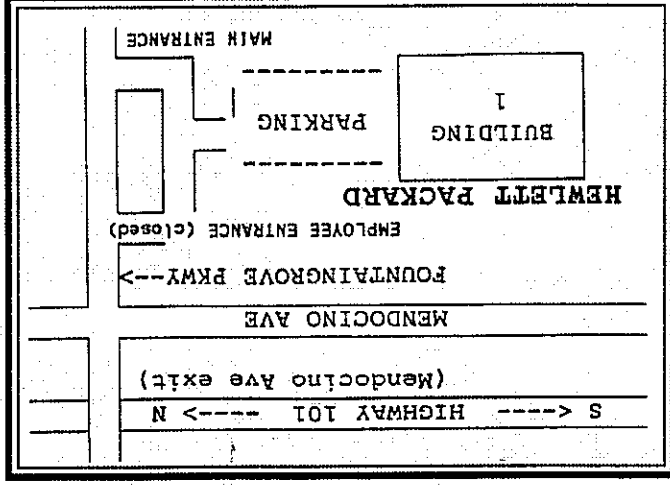 S <---- HIGHWAY 101 ----> N
(Mendocino Ave exit)
MENDOCINO AVE
FOUNTAINGROVE PKWY--->
EMPLOYEE ENTRANCE (closed)
HEWLETT PACKARD
BUILDING
1
PARKING
MAIN ENTRANCE